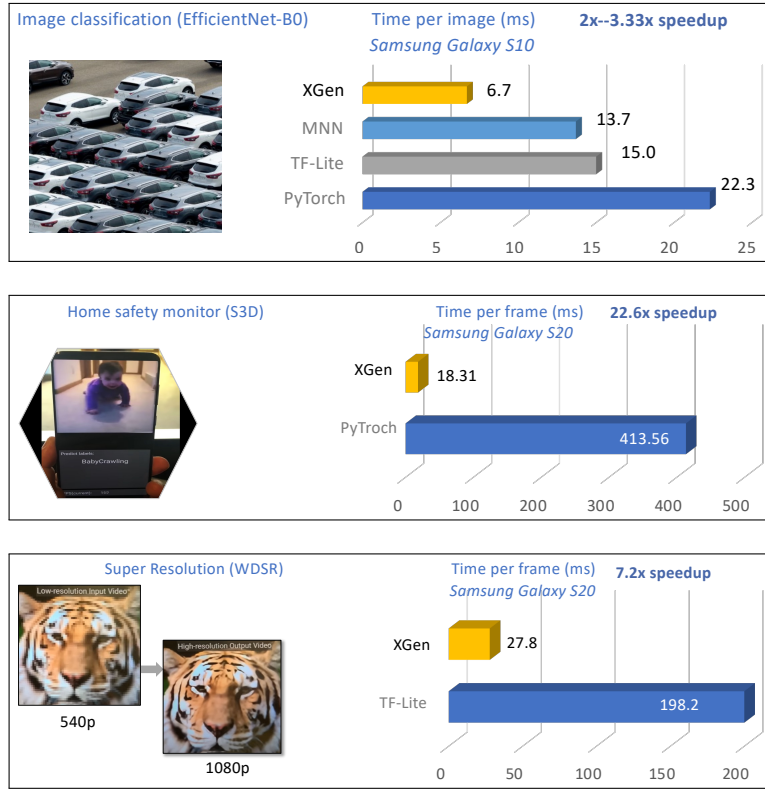 Image classification (EfficientNet-B0)
Time per image (ms)
2x--3.33x speedup
Samsung Galaxy S10
XGen
6.7
MNN
13.7
TF-Lite
15.0
PyTorch
22.3
0 5 10 15 20 25
Home safety monitor (S3D)
Time per frame (ms)
22.6x speedup
Samsung Galaxy S20
XGen
18.31
PyTroch
413.56
Predict labels:
BabyCrawling
0 100 200 300 400 500
Super Resolution (WDSR)
Time per frame (ms)
7.2x speedup
Samsung Galaxy S20
Low-resolution Input Video
High-resolution Output Video
540p
1080p
XGen
27.8
TF-Lite
198.2
0 50 100 150 200